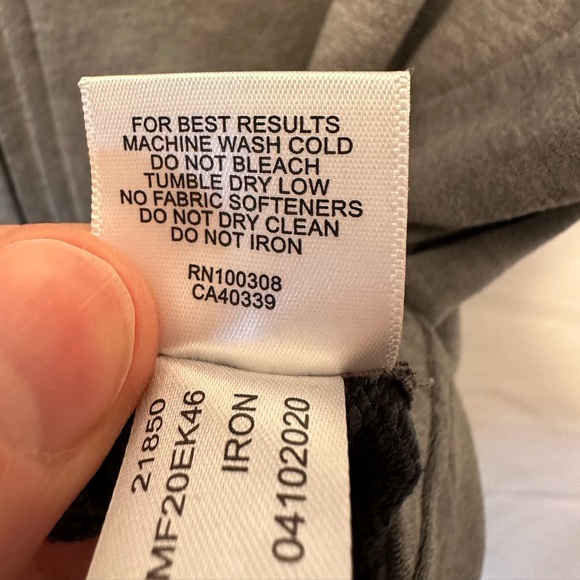 FOR BEST RESULTS
MACHINE WASH COLD
DO NOT BLEACH
TUMBLE DRY LOW
NO FABRIC SOFTENERS
DO NOT DRY CLEAN
DO NOT IRON
RN100308
CA40339
21850
MF20EK46
IRON
04102020